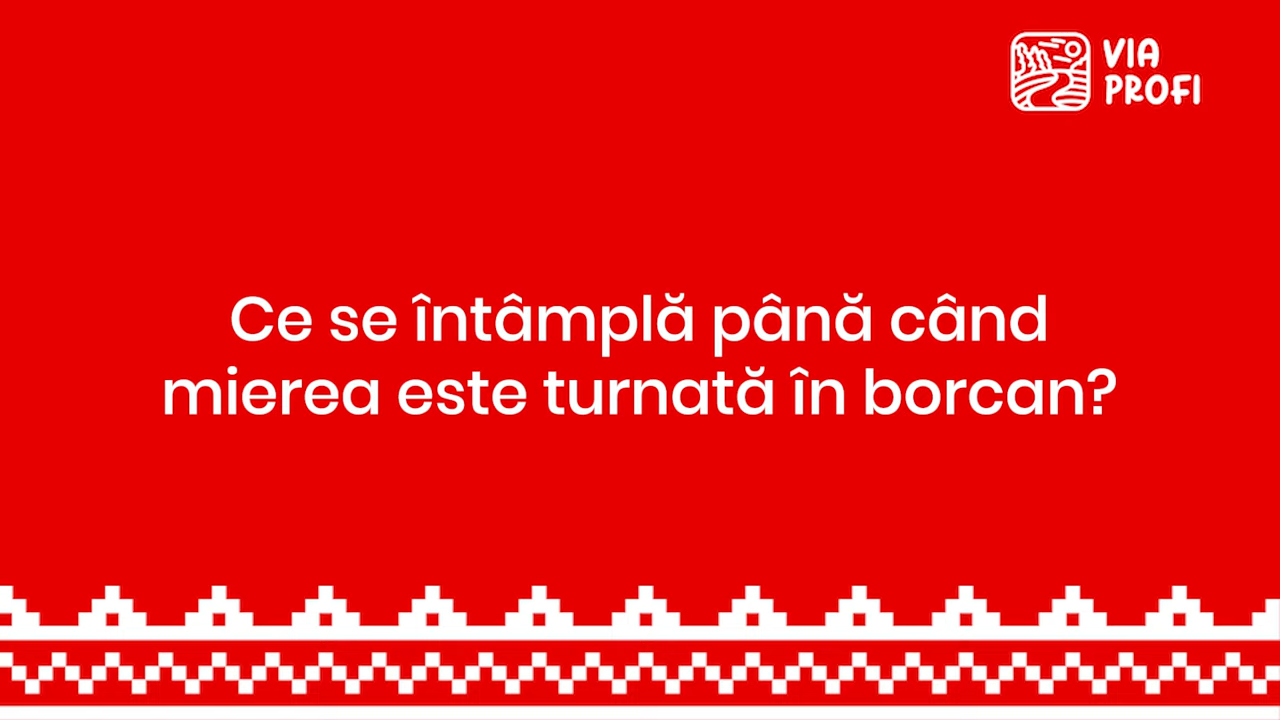 VIA
PROFI
Ce se întâmplă până când
mierea este turnată în borcan?